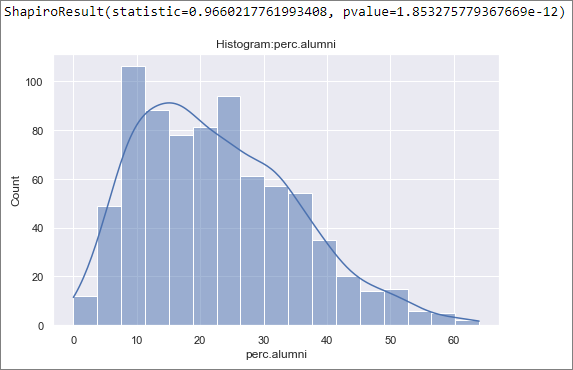 ShapiroResult(statistic=0.9660217761993408, pvalue=1.853275779367669e-12)
Histogram:perc.alumni
100
80
60
40
20
0
Count
0 10 20 30 40 50 60
perc.alumni